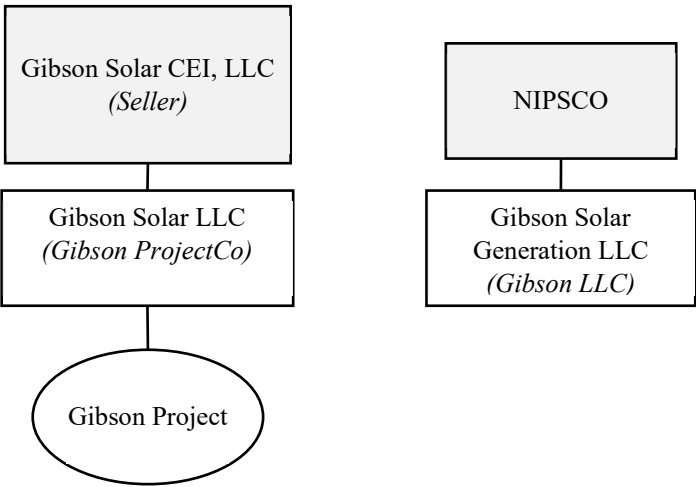 Gibson Solar CEI, LLC
(Seller)
NIPSCO
Gibson Solar LLC
(Gibson ProjectCo)
Gibson Solar
Generation LLC
(Gibson LLC)
Gibson Project